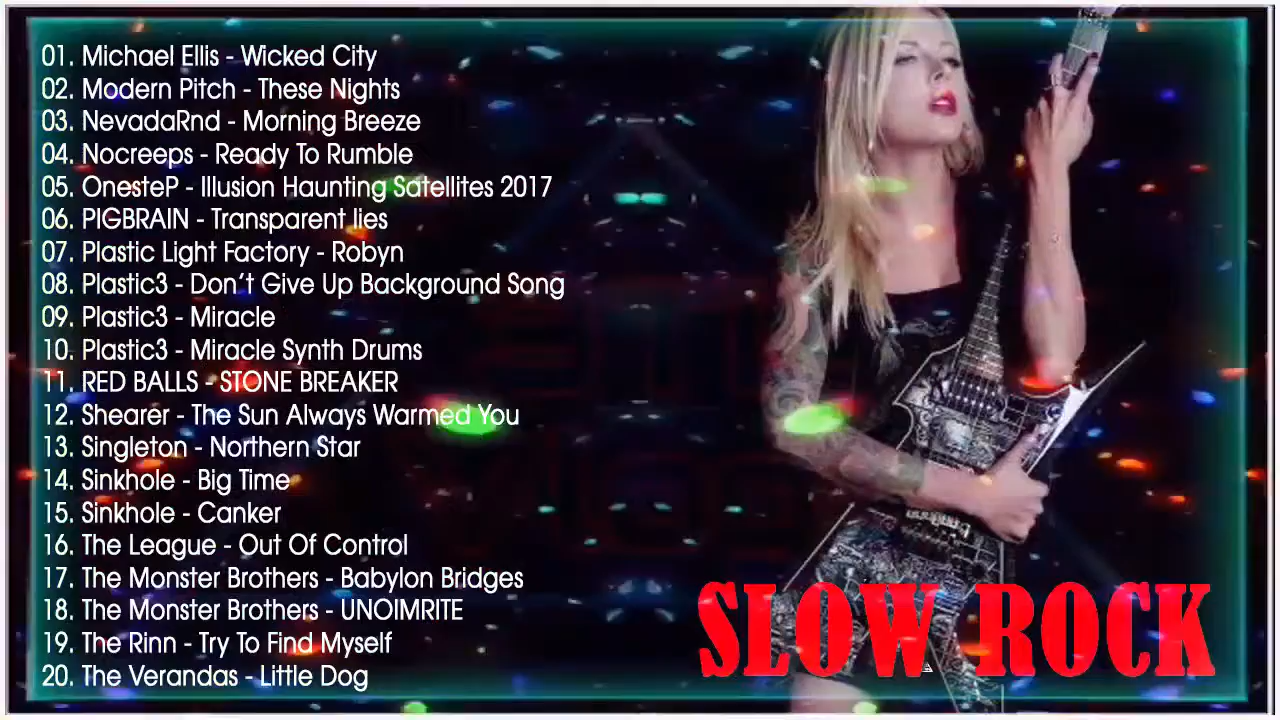 01. Michael Ellis - Wicked City
02. Modern Pitch - These Nights
03. NevadaRnd - Morning Breeze
04. Nocreeps - Ready To Rumble
05. OnesteP - Illusion Haunting Satellites 2017
06. PIGBRAIN - Transparent lies
07. Plastic Light Factory - Robyn
08. Plastic3 - Don’t Give Up Background Song
09. Plastic3 - Miracle
10. Plastic3 - Miracle Synth Drums
11. RED BALLS - STONE BREAKER
12. Shearer - The Sun Always Warmed You
13. Singleton - Northern Star
14. Sinkhole - Big Time
15. Sinkhole - Canker
16. The League - Out Of Control
17. The Monster Brothers - Babylon Bridges
18. The Monster Brothers - UNOIMRITE
19. The Rinn - Try To Find Myself
20. The Verandas - Little Dog
SLOW ROCK